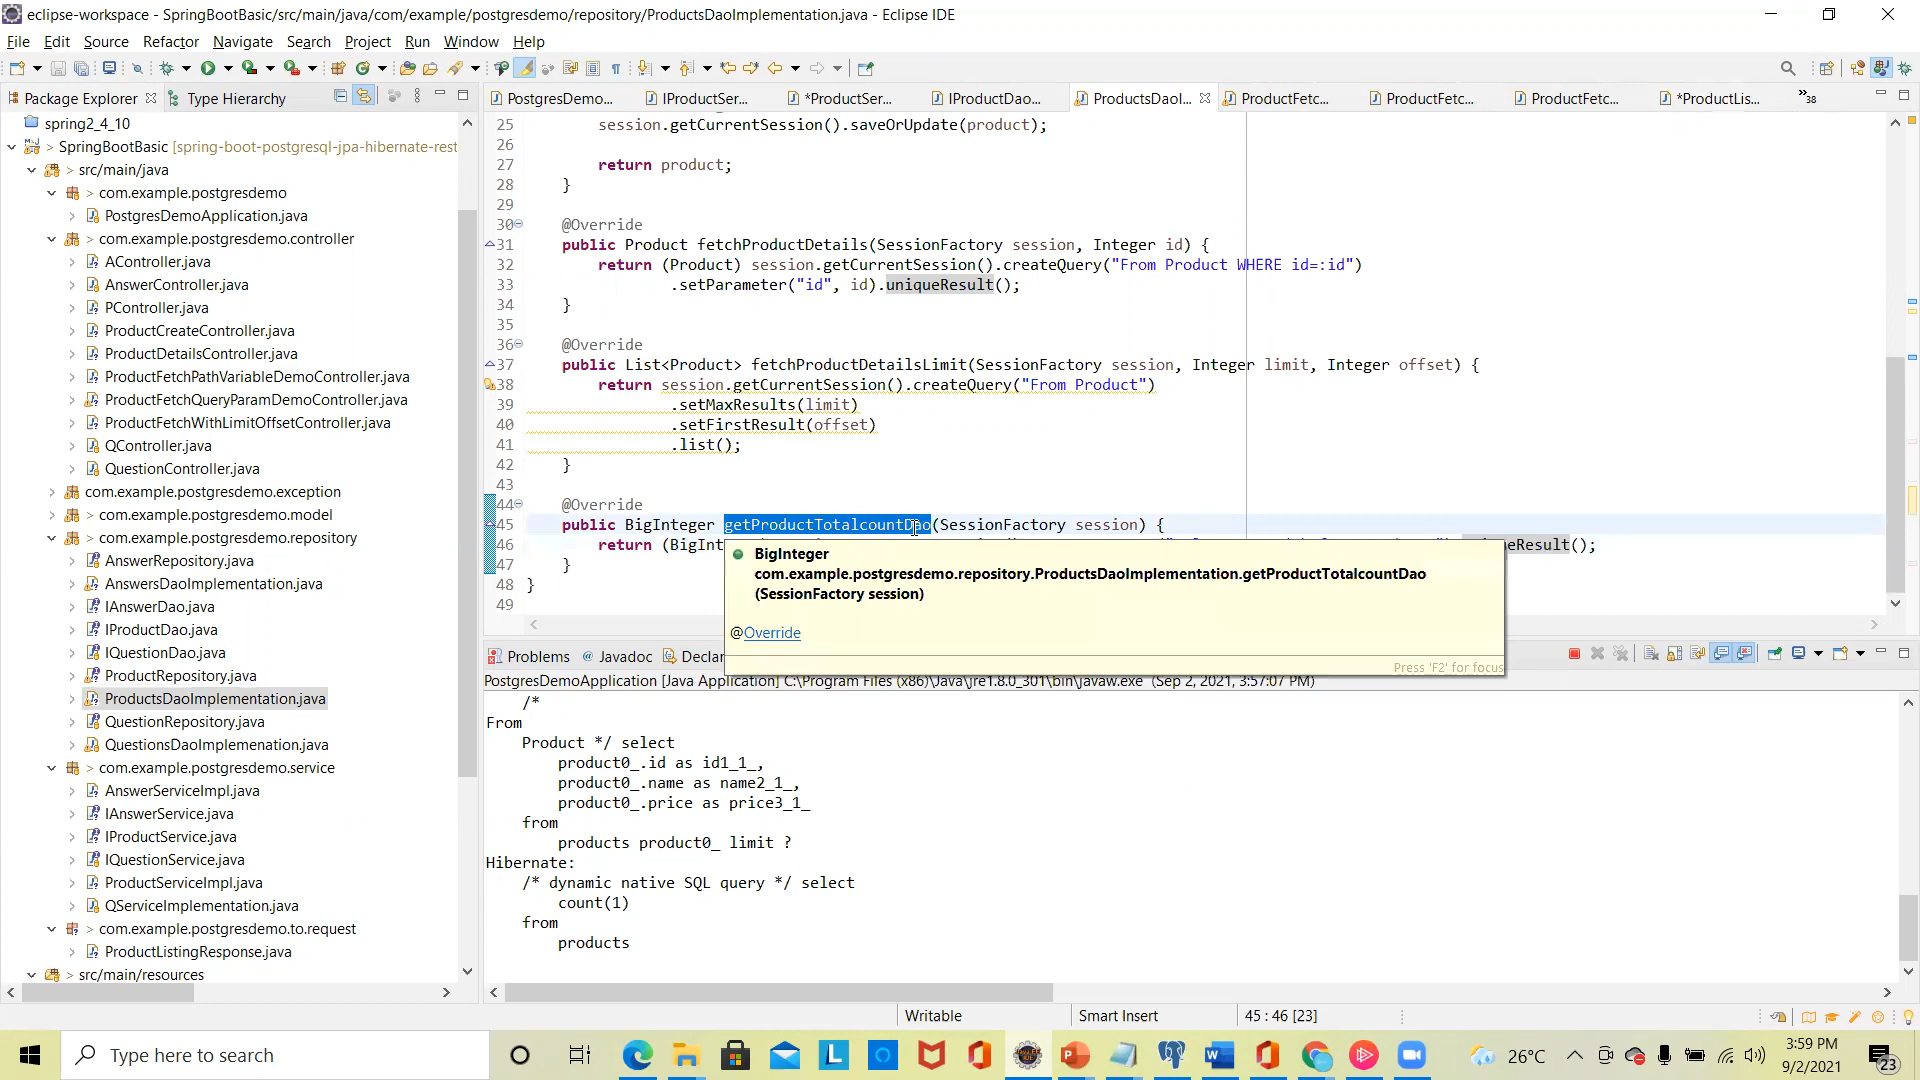 eclipse-workspace - SpringBootBasic/src/main/java/com/example/postgresdemo/repository/ProductsDaoImplementation.java - Eclipse IDE
File Edit Source Refactor Navigate Search Project Run Window Help
Package Explorer Type Hierarchy
PostgresDemo... IProductSer... *ProductSer... IProductDao... ProductsDaoI... ProductFetc... ProductFetc... ProductFetc... *ProductLis... 38
spring2_4_10
> SpringBootBasic [spring-boot-postgresql-jpa-hibernate-rest
> src/main/java
> com.example.postgresdemo
PostgresDemoApplication.java
> com.example.postgresdemo.controller
AController.java
AnswerController.java
PController.java
ProductCreateController.java
ProductDetailsController.java
ProductFetchPathVariableDemoController.java
ProductFetchQueryParamDemoController.java
ProductFetchWithLimitOffsetController.java
QController.java
QuestionController.java
com.example.postgresdemo.exception
> com.example.postgresdemo.model
> com.example.postgresdemo.repository
AnswerRepository.java
AnswersDaoImplementation.java
IAnswerDao.java
IProductDao.java
IQuestionDao.java
ProductRepository.java
ProductsDaoImplementation.java
QuestionRepository.java
QuestionsDaoImplemenation.java
> com.example.postgresdemo.service
AnswerServiceImpl.java
IAnswerService.java
IProductService.java
IQuestionService.java
ProductServiceImpl.java
QServiceImplementation.java
> com.example.postgresdemo.to.request
ProductListingResponse.java
> src/main/resources
25 session.getCurrentSession().saveOrUpdate(product);
26
27 return product;
28 }
29
30 @Override
31 public Product fetchProductDetails(SessionFactory session, Integer id) {
32 return (Product) session.getCurrentSession().createQuery("From Product WHERE id=:id")
33 .setParameter("id", id).uniqueResult();
34 }
35
36 @Override
37 public List<Product> fetchProductDetailsLimit(SessionFactory session, Integer limit, Integer offset) {
38 return session.getCurrentSession().createQuery("From Product")
39 .setMaxResults(limit)
40 .setFirstResult(offset)
41 .list();
42 }
43
44 @Override
45 public BigInteger getProductTotalcountDao(SessionFactory session) {
46 return (BigInt eResult();
47 }
48 }
49
BigInteger
com.example.postgresdemo.repository.ProductsDaoImplementation.getProductTotalcountDao
(SessionFactory session)
@Override
Press 'F2' for focus
Problems @ Javadoc Declar
PostgresDemoApplication [Java Application] C:\Program Files (x86)\Java\jre1.8.0_301\bin\javaw.exe (Sep 2, 2021, 3:57:07 PM)
/*
From
Product */ select
product0_.id as id1_1_,
product0_.name as name2_1_,
product0_.price as price3_1_
from
products product0_ limit ?
Hibernate:
/* dynamic native SQL query */ select
count(1)
from
products
Writable Smart Insert 45 : 46 [23]
Type here to search
26°C
3:59 PM
9/2/2021
23